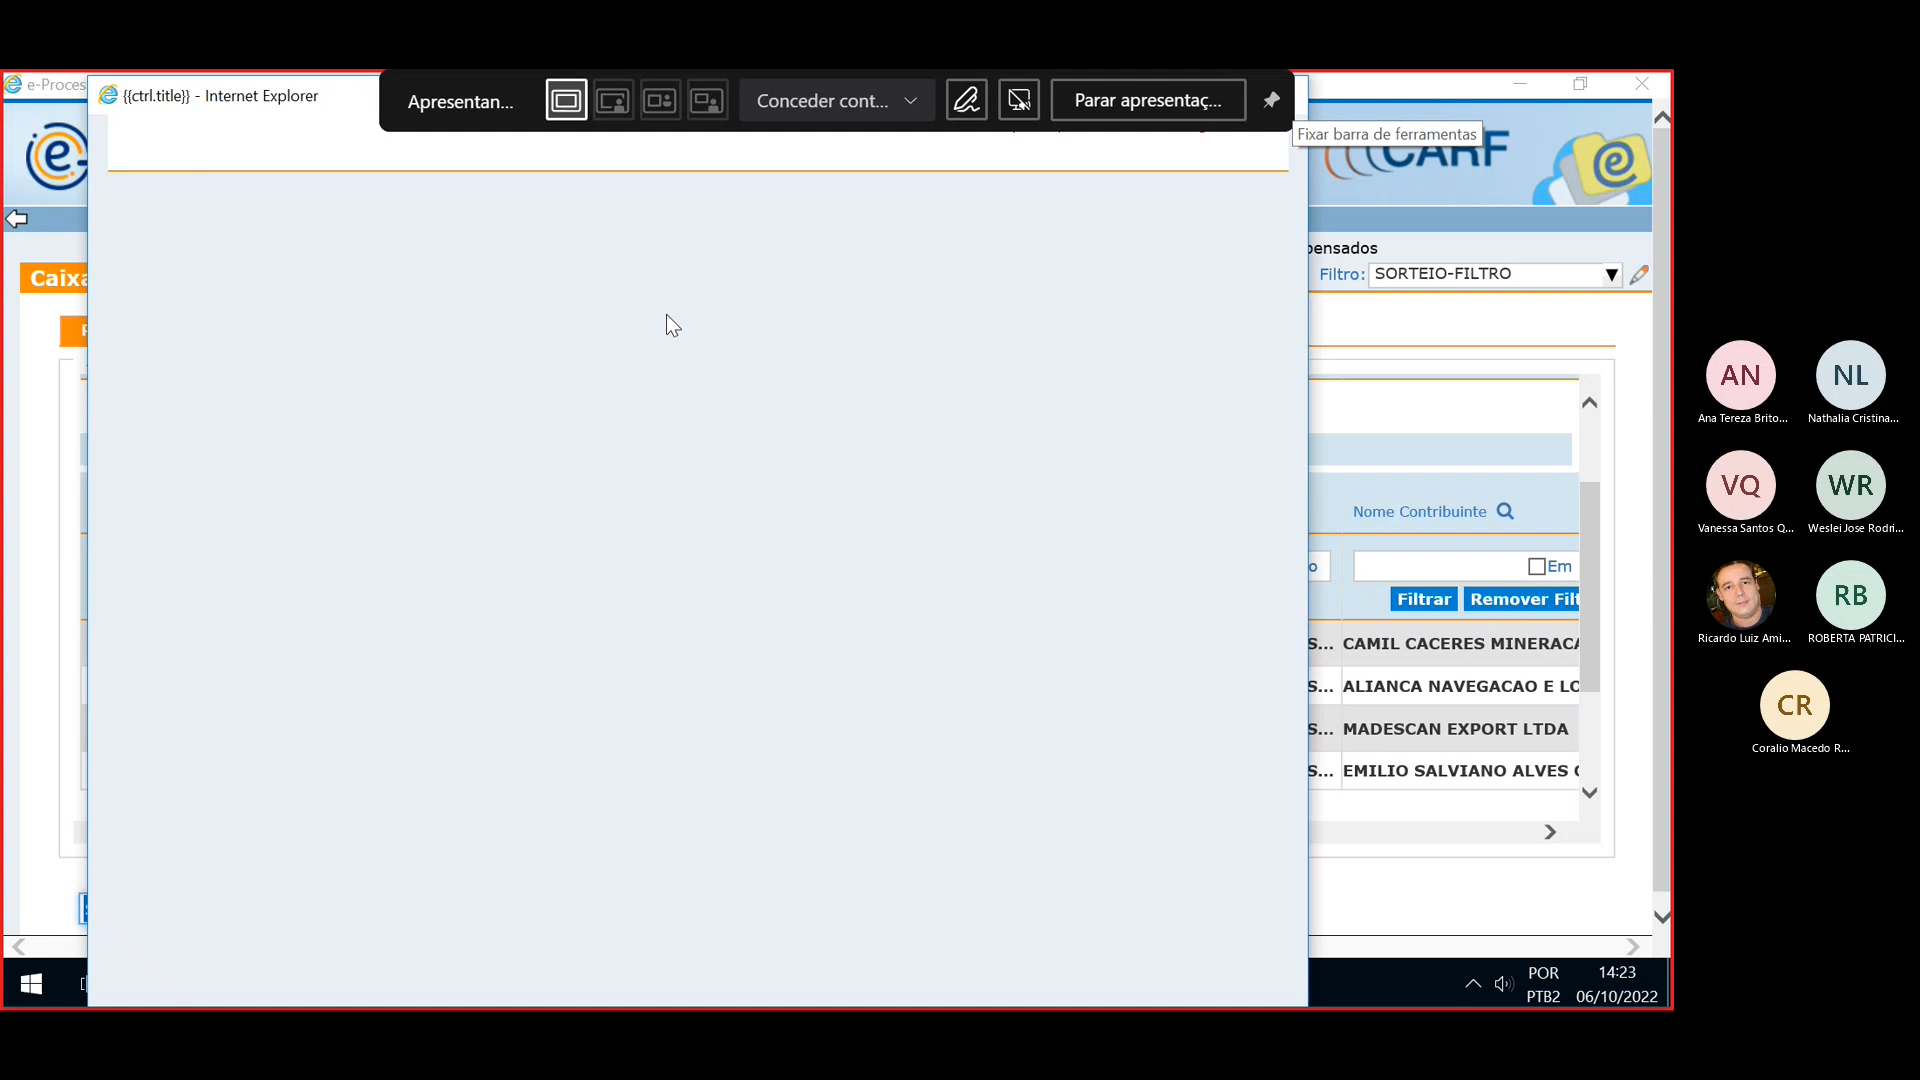 e-Proces
{{ctrl.title}} - Internet Explorer
Apresentan...
Conceder cont...
Parar apresentaç...
Fixar barra de ferramentas
CARF
pensados
Filtro: SORTEIO-FILTRO
Caixa
Nome Contribuinte
o
Em
Filtrar
Remover Filt
S... CAMIL CACERES MINERACA
S... ALIANCA NAVEGACAO E LO
S... MADESCAN EXPORT LTDA
S... EMILIO SALVIANO ALVES
POR
PTB2
14:23
06/10/2022
AN
Ana Tereza Brito...
NL
Nathalia Cristina...
VQ
Vanessa Santos Q...
WR
Weslei Jose Rodri...
Ricardo Luiz Ami...
RB
ROBERTA PATRICI...
CR
Coralio Macedo R...